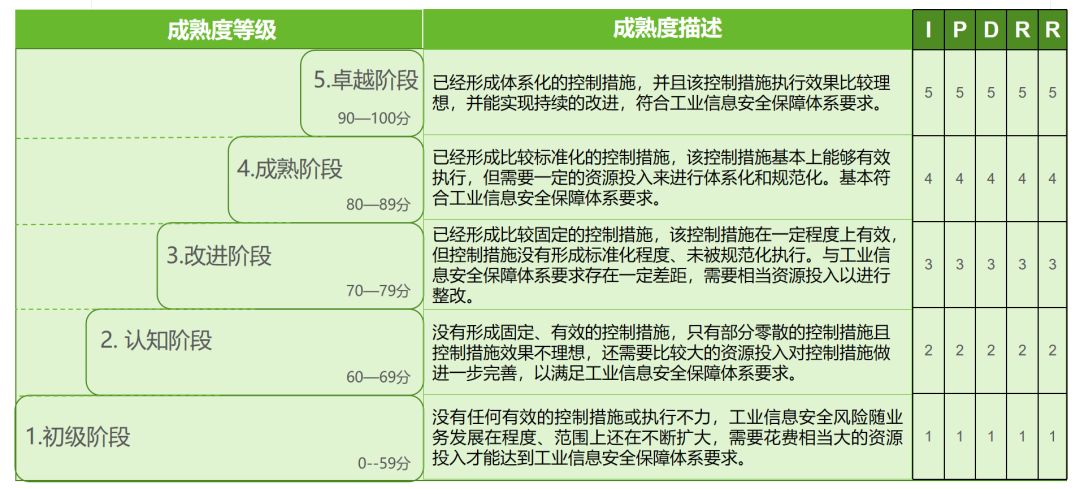 成熟度等级
成熟度描述
I P D R R
5.卓越阶段
90—100分
已经形成体系化的控制措施，并且该控制措施执行效果比较理
想，并能实现持续的改进，符合工业信息安全保障体系要求。
5 5 5 5 5
4.成熟阶段
80—89分
已经形成比较标准化的控制措施，该控制措施基本上能够有效
执行，但需要一定的资源投入来进行体系化和规范化。基本符
合工业信息安全保障体系要求。
4 4 4 4 4
3.改进阶段
70—79分
已经形成比较固定的控制措施，该控制措施在一定程度上有效，
但控制措施没有形成标准化程度、未被规范化执行。与工业信
息安全保障体系要求存在一定差距，需要相当资源投入以进行
整改。
3 3 3 3 3
2. 认知阶段
60—69分
没有形成固定、有效的控制措施，只有部分零散的控制措施且
控制措施效果不理想，还需要比较大的资源投入对控制措施做
进一步完善，以满足工业信息安全保障体系要求。
2 2 2 2 2
1.初级阶段
0--59分
没有任何有效的控制措施或执行不力，工业信息安全风险随业
务发展在程度、范围上还在不断扩大，需要花费相当大的资源
投入才能达到工业信息安全保障体系要求。
1 1 1 1 1